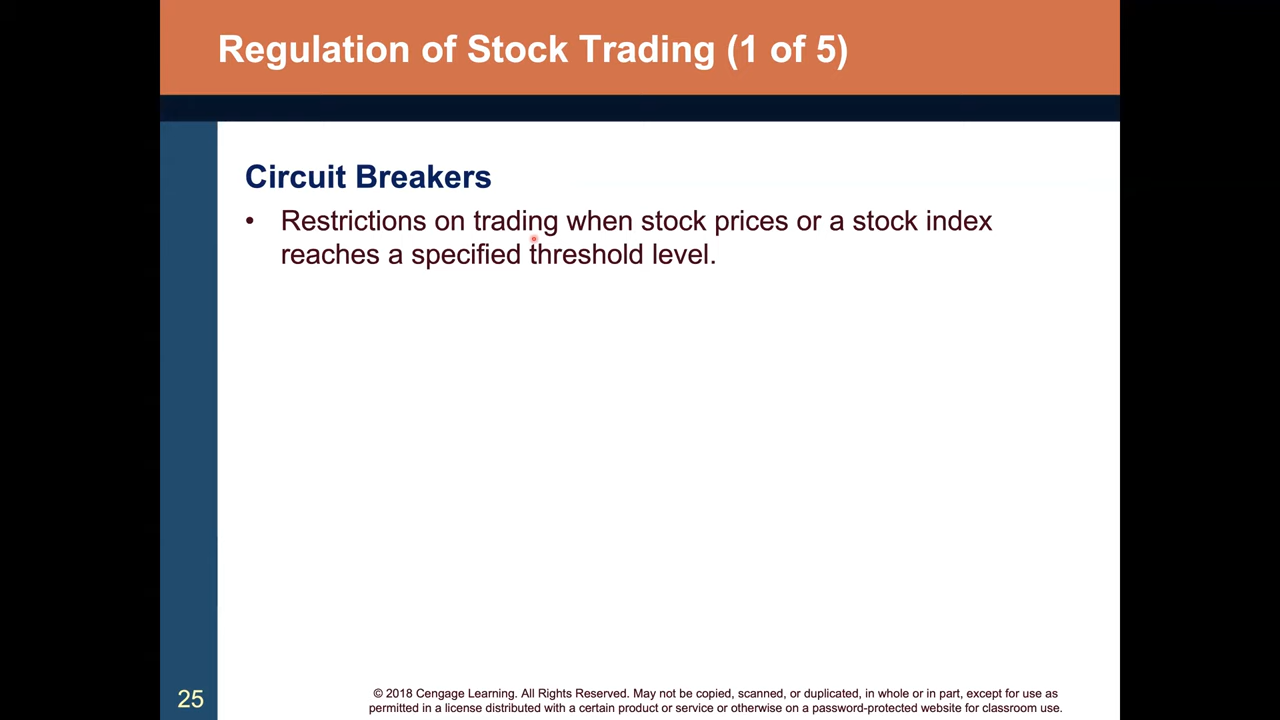 Regulation of Stock Trading (1 of 5)
Circuit Breakers
• Restrictions on trading when stock prices or a stock index
reaches a specified threshold level.
25
© 2018 Cengage Learning. All Rights Reserved. May not be copied, scanned, or duplicated, in whole or in part, except for use as
permitted in a license distributed with a certain product or service or otherwise on a password-protected website for classroom use.